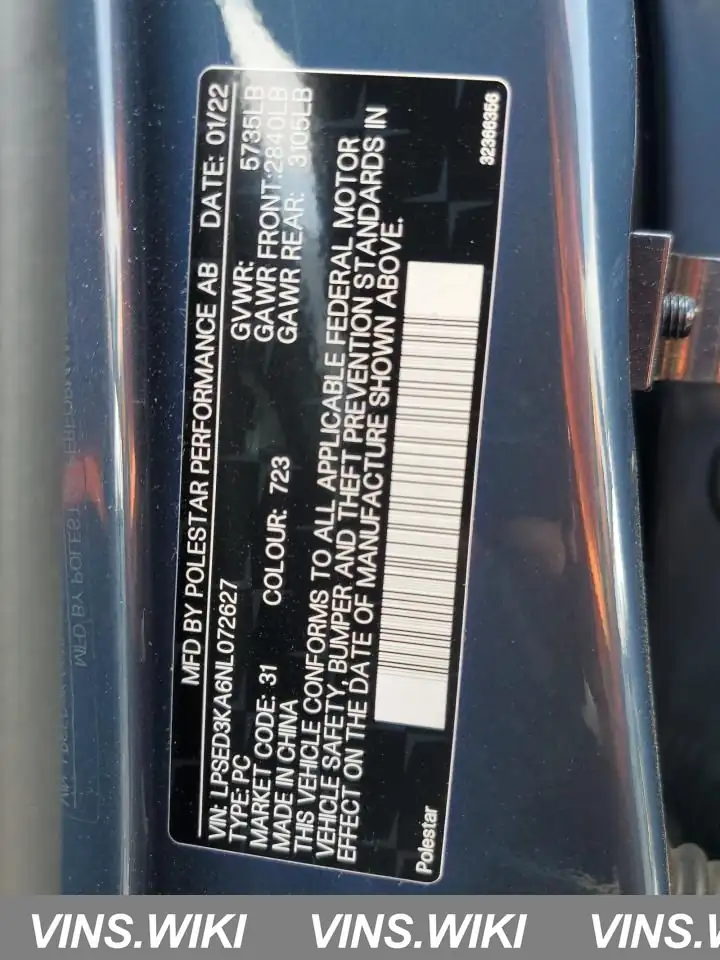 MFD BY POLESTAR PERFORMANCE AB DATE: 01/22
VIN: LPSED3KA6NL072627 GVWR: 5735LB
TYPE: PC GAWR FRONT: 2840LB
MARKET CODE: 31 COLOUR: 723 GAWR REAR: 3105LB
MADE IN CHINA
THIS VEHICLE CONFORMS TO ALL APPLICABLE FEDERAL MOTOR
VEHICLE SAFETY, BUMPER AND THEFT PREVENTION STANDARDS IN
EFFECT ON THE DATE OF MANUFACTURE SHOWN ABOVE.
Polestar 32366356
VINS.WIKI VINS.WIKI VINS.W